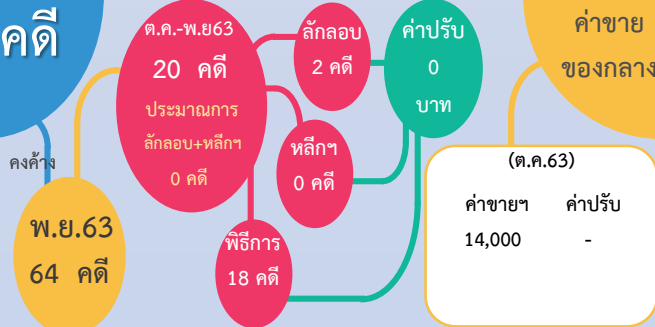 คดี
คงค้าง
พ.ย.63
64 คดี
ต.ค.-พ.ย63
20 คดี
ประมาณการ
ลักลอบ+หลีกฯ
0 คดี
ลักลอบ
2 คดี
หลีกฯ
0 คดี
พิธีการ
18 คดี
ค่าปรับ
0
บาท
ค่าขาย
ของกลาง
(ต.ค.63)
ค่าขายฯ ค่าปรับ
14,000 -